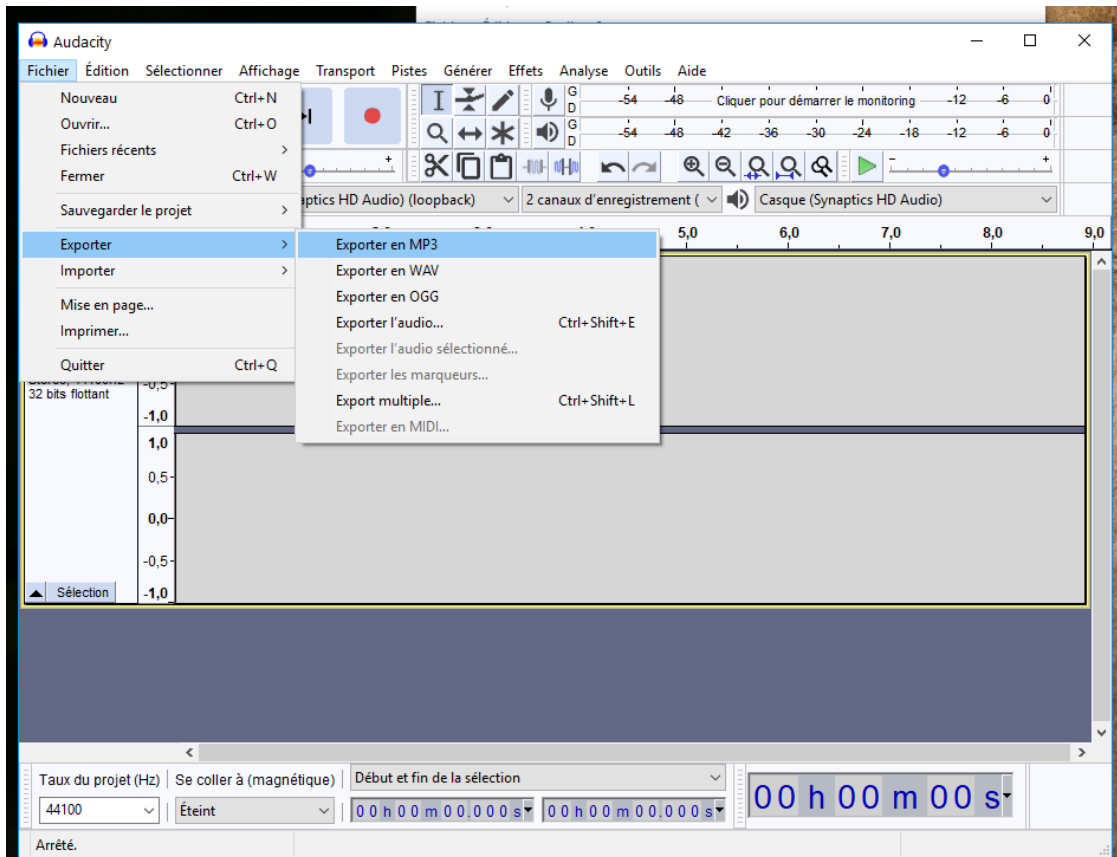 Audacity
Fichier Édition Sélectionner Affichage Transport Pistes Générer Effets Analyse Outils Aide
Nouveau Ctrl+N
Ouvrir... Ctrl+O
Fichiers récents >
Fermer Ctrl+W
Sauvegarder le projet >
Exporter >
Importer >
Mise en page...
Imprimer...
Quitter Ctrl+Q
G
D
-54 -48 Cliquer pour démarrer le monitoring -12 -6 0
G
D
-54 -48 -42 -36 -30 -24 -18 -12 -6 0
- +
HD Audio) (loopback) 2 canaux d'enregistrement ( Casque (Synaptics HD Audio)
5,0 6,0 7,0 8,0 9,0
Exporter en MP3
Exporter en WAV
Exporter en OGG
Exporter l'audio... Ctrl+Shift+E
Exporter l'audio sélectionné...
Exporter les marqueurs...
Export multiple... Ctrl+Shift+L
Exporter en MIDI...
32 bits flottant
-0,5
-1,0
1,0
0,5
0,0
-0,5
-1,0
Sélection
Taux du projet (Hz) Se coller à (magnétique) Début et fin de la sélection
44100 Éteint 00 h 00 m 00.000 s 00 h 00 m 00.000 s
00 h 00 m 00 s
Arrêté.